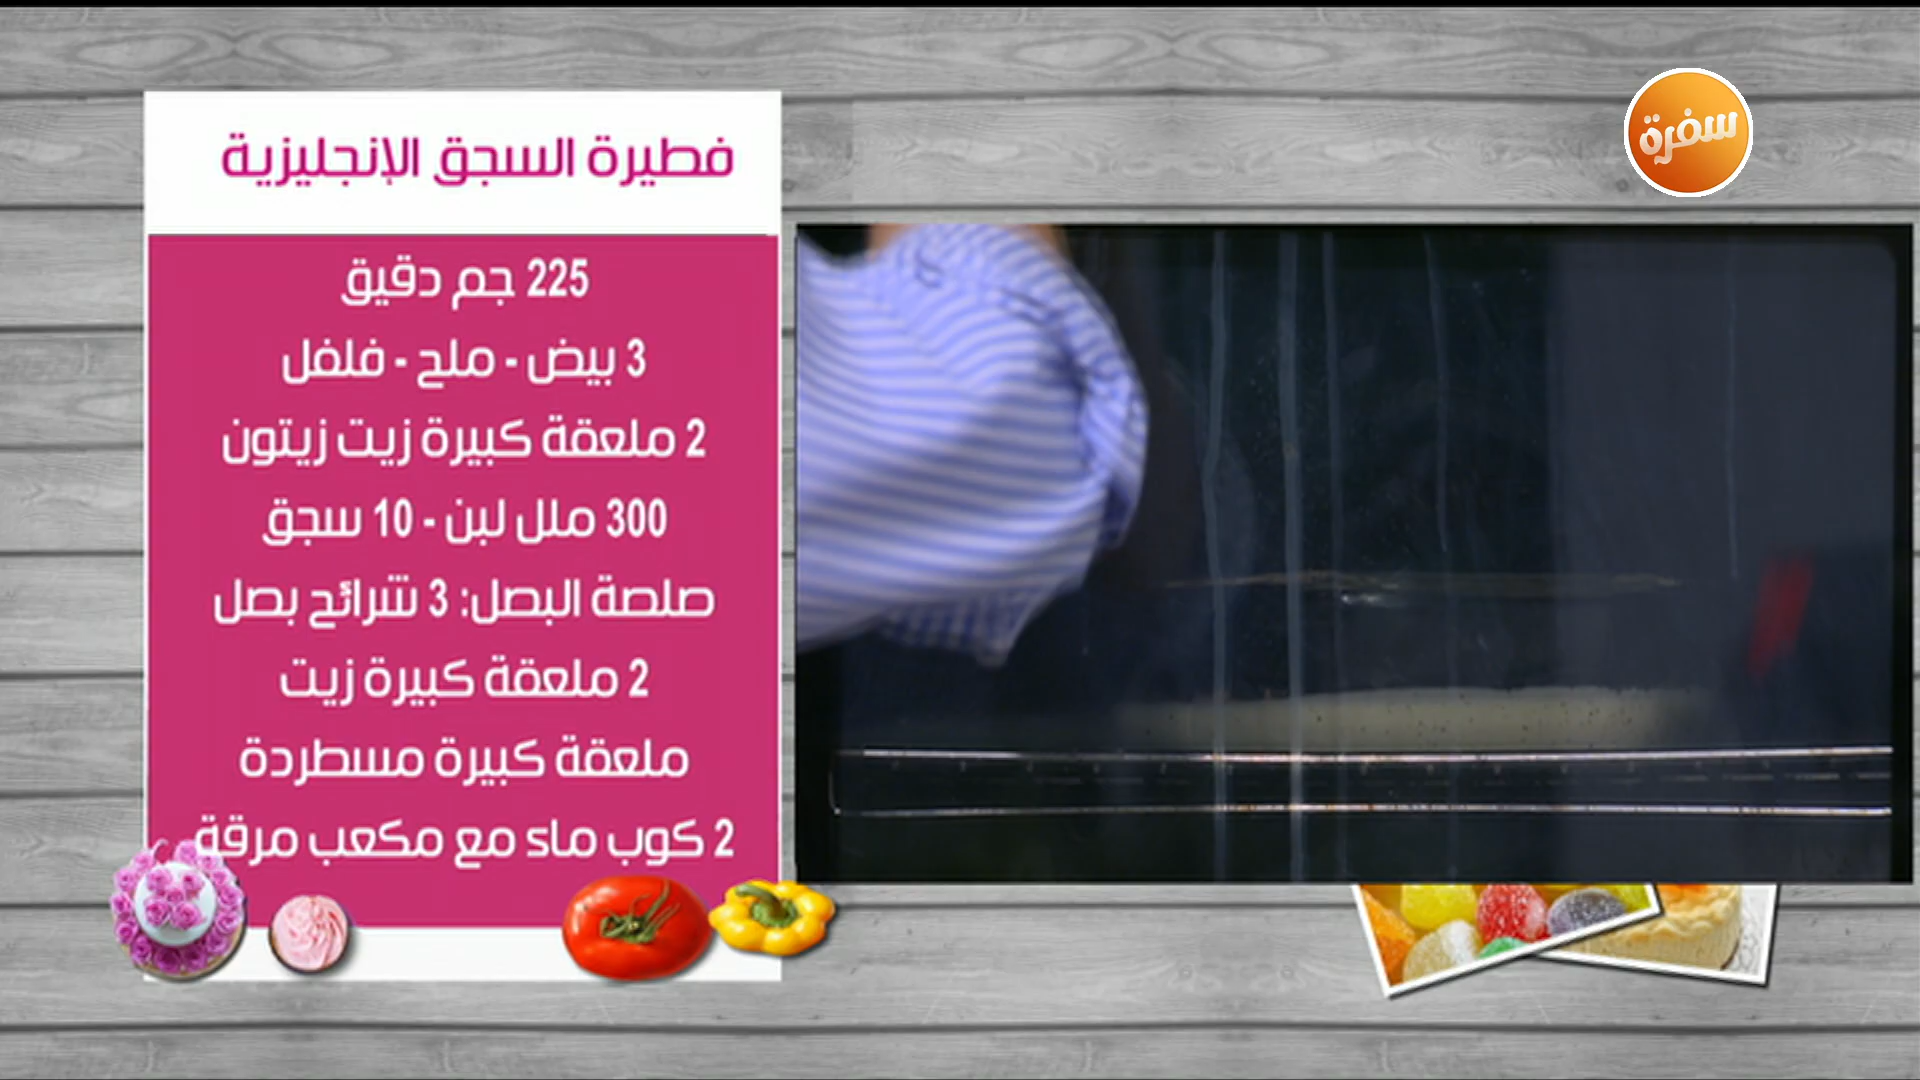 سفرة
فطيرة السجق الإنجليزية
225 جم دقيق
3 بيض - ملح - فلفل
2 ملعقة كبيرة زيت زيتون
300 ملل لبن - 10 سجق
صلصة البصل: 3 شرائح بصل
2 ملعقة كبيرة زيت
ملعقة كبيرة مسطردة
2 كوب ماء مع مكعب مرقة